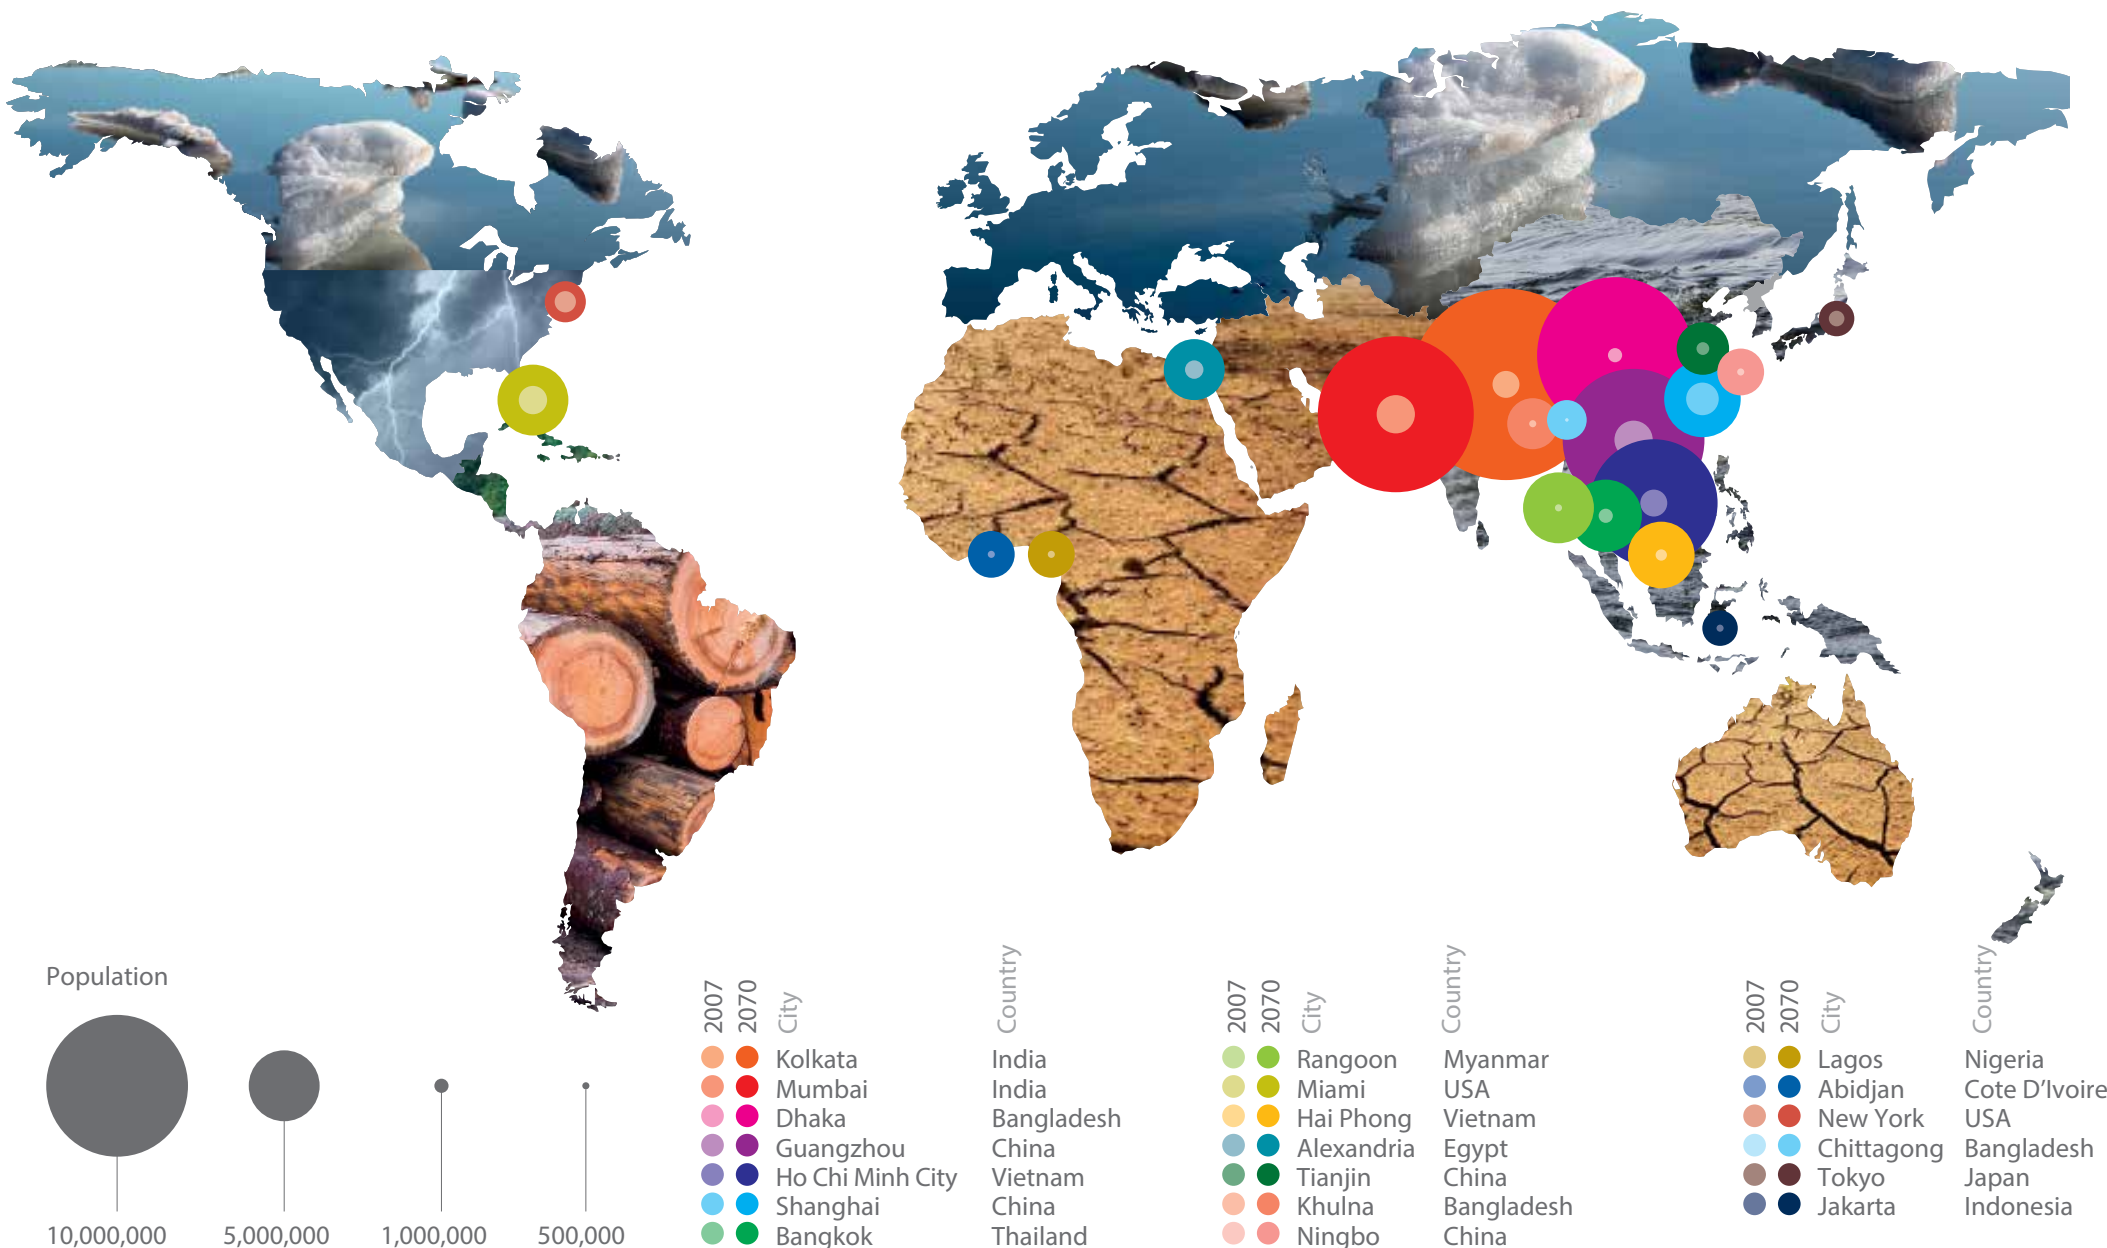 Population
10,000,000 5,000,000 1,000,000 500,000
2007 2070 City Country
Kolkata India
Mumbai India
Dhaka Bangladesh
Guangzhou China
Ho Chi Minh City Vietnam
Shanghai China
Bangkok Thailand
2007 2070 City Country
Rangoon Myanmar
Miami USA
Hai Phong Vietnam
Alexandria Egypt
Tianjin China
Khulna Bangladesh
Ningbo China
2007 2070 City Country
Lagos Nigeria
Abidjan Cote D'Ivoire
New York USA
Chittagong Bangladesh
Tokyo Japan
Jakarta Indonesia